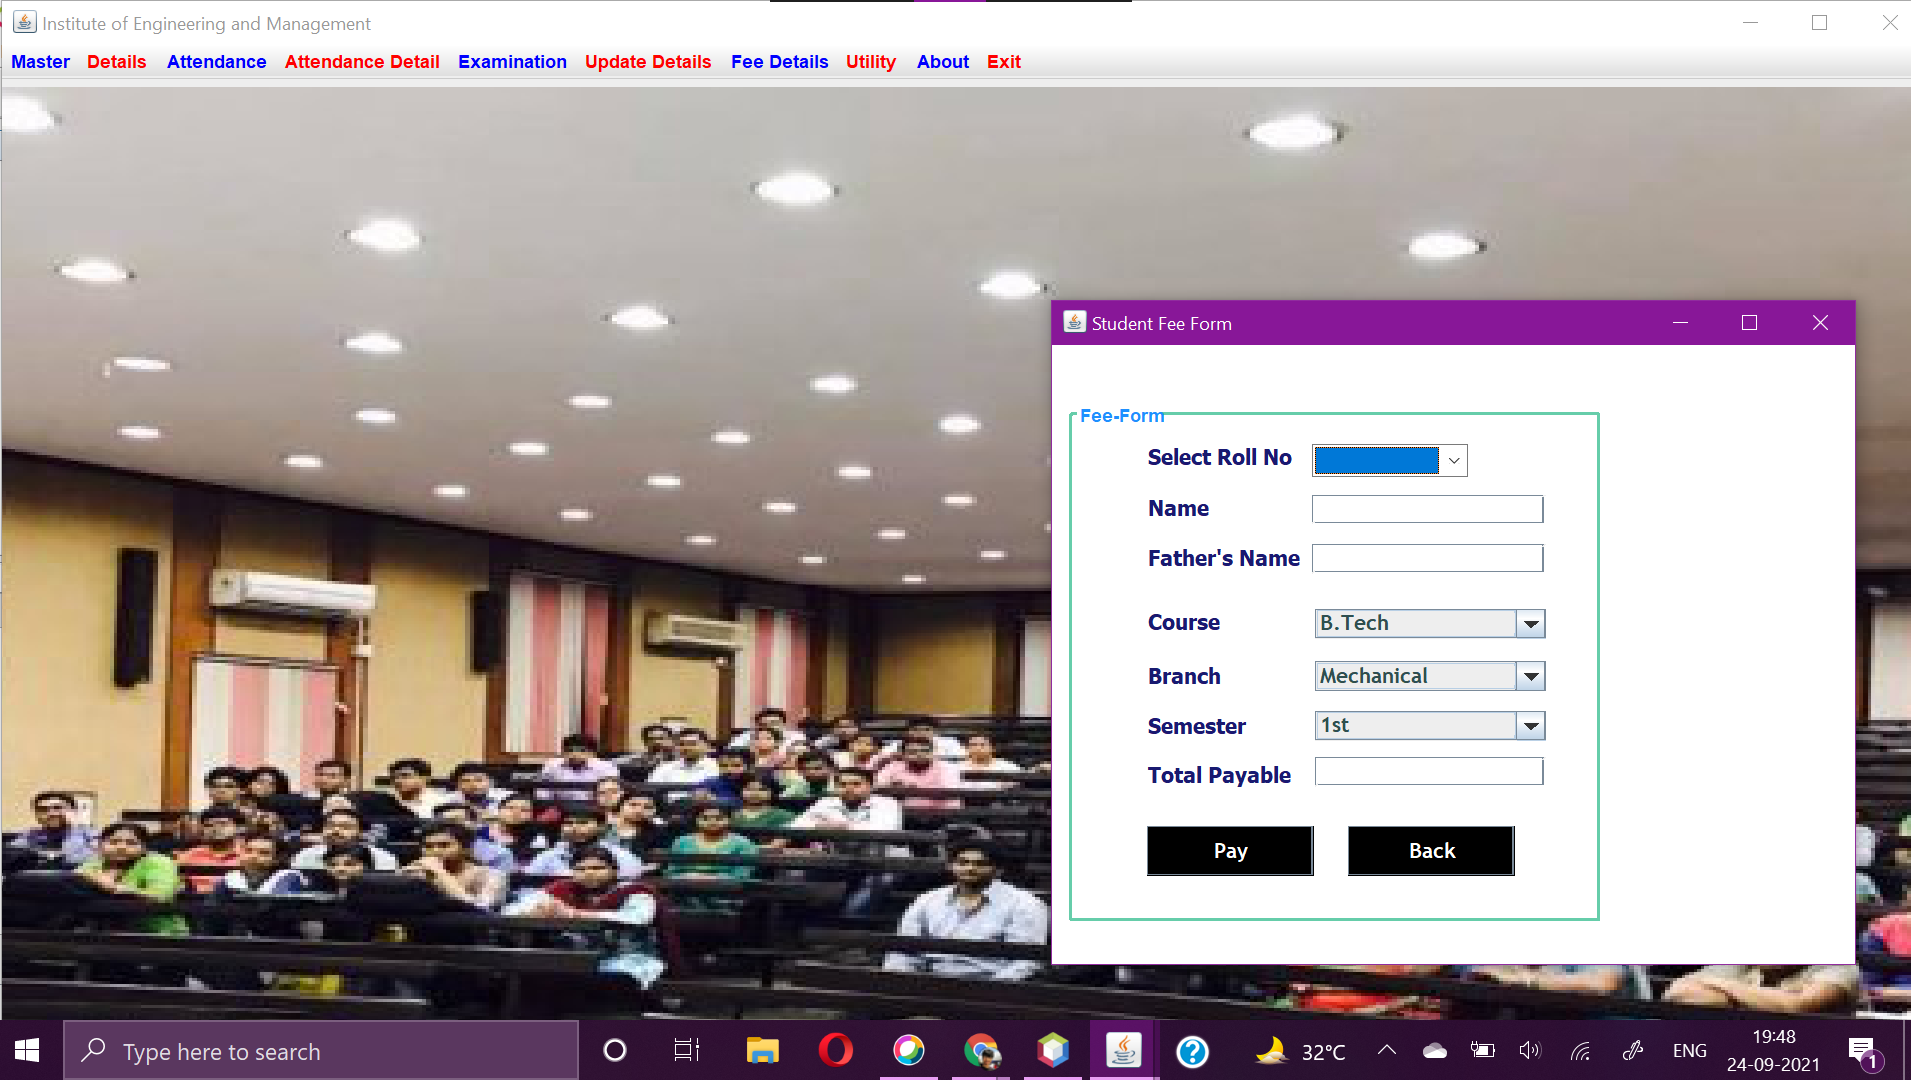 Institute of Engineering and Management
Master Details Attendance Attendance Detail Examination Update Details Fee Details Utility About Exit
Student Fee Form
Fee-Form
Select Roll No
Name
Father's Name
Course B.Tech
Branch Mechanical
Semester 1st
Total Payable
Pay Back
Type here to search
32°C
ENG
19:48
24-09-2021
1